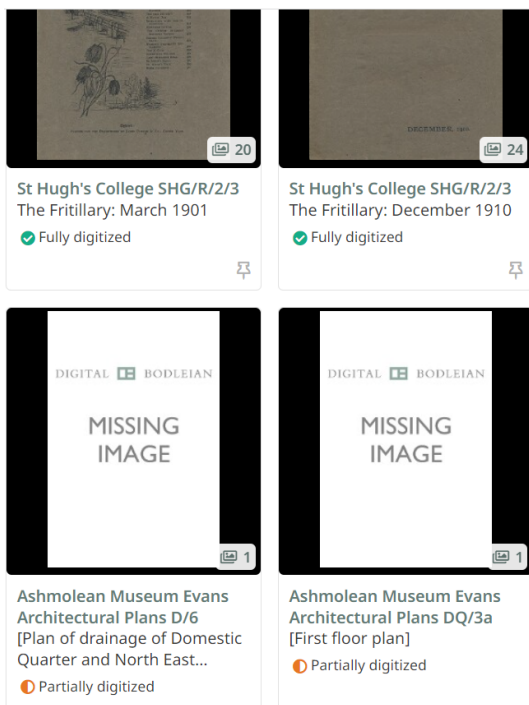 20
DECEMBER, 1910
24
St Hugh's College SHG/R/2/3
The Fritillary: March 1901
Fully digitized
St Hugh's College SHG/R/2/3
The Fritillary: December 1910
Fully digitized
DIGITAL BODLEIAN
MISSING
IMAGE
1
DIGITAL BODLEIAN
MISSING
IMAGE
1
Ashmolean Museum Evans
Architectural Plans D/6
[Plan of drainage of Domestic
Quarter and North East...
Partially digitized
Ashmolean Museum Evans
Architectural Plans DQ/3a
[First floor plan]
Partially digitized